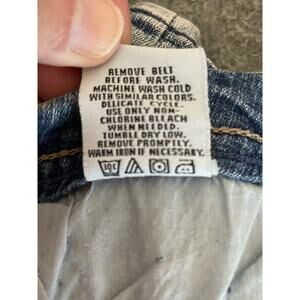 REMOVE BELT
BEFORE WASH.
MACHINE WASH COLD
WITH SIMILAR COLORS.
DELICATE CYCLE.
USE ONLY NON-
CHLORINE BLEACH
WHEN NEEDED.
TUMBLE DRY LOW.
REMOVE PROMPTLY.
WARM IRON IF NECESSARY.
30C